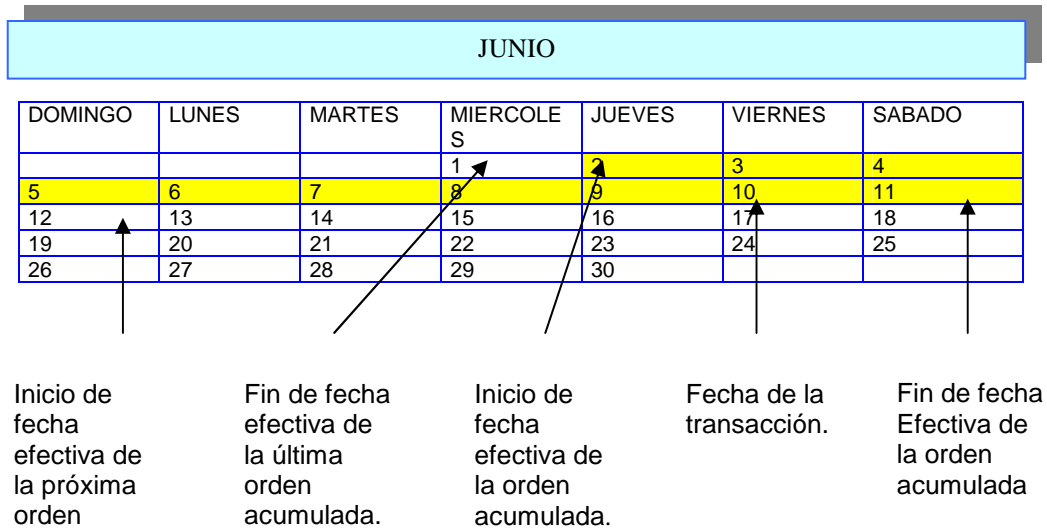 JUNIO
DOMINGO LUNES MARTES MIERCOLE JUEVES VIERNES SABADO
S
1 2 3 4
5 6 7 8 9 10 11
12 13 14 15 16 17 18
19 20 21 22 23 24 25
26 27 28 29 30
Inicio de
fecha
efectiva de
la próxima
orden
Fin de fecha
efectiva de
la última
orden
acumulada.
Inicio de
fecha
efectiva de
la orden
acumulada.
Fecha de la
transacción.
Fin de fecha
Efectiva de
la orden
acumulada